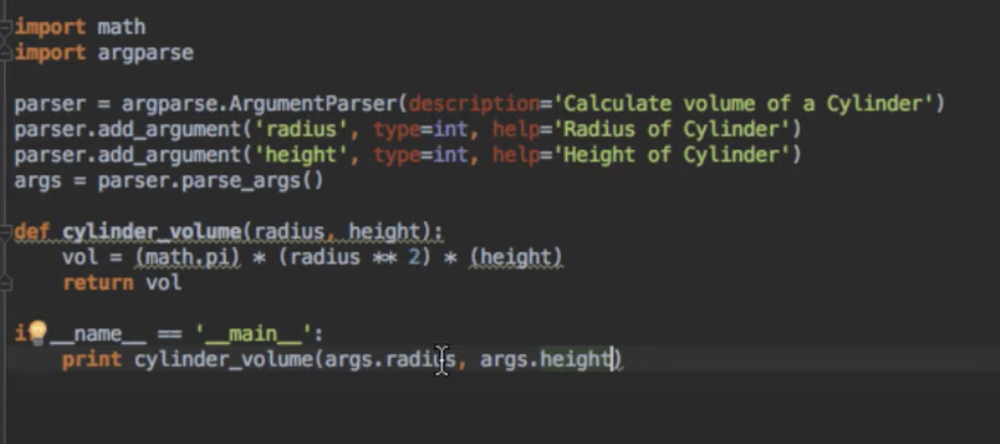 import math
import argparse
parser = argparse.ArgumentParser(description='Calculate volume of a Cylinder')
parser.add_argument('radius', type=int, help='Radius of Cylinder')
parser.add_argument('height', type=int, help='Height of Cylinder')
args = parser.parse_args()
def cylinder_volume(radius, height):
    vol = (math.pi) * (radius ** 2) * (height)
    return vol
if __name__ == '__main__':
    print cylinder_volume(args.radius, args.height)